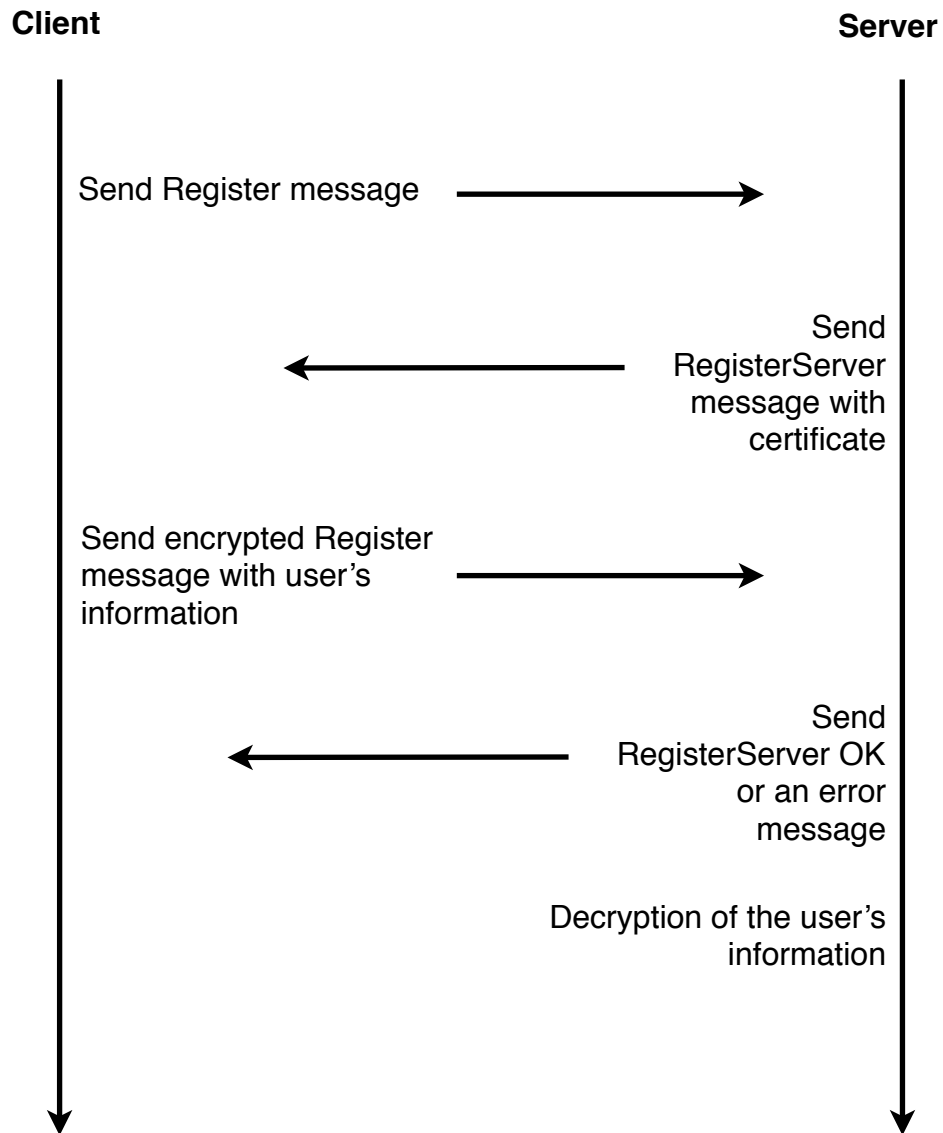 Client
Server
Send Register message
Send
RegisterServer
message with
certificate
Send encrypted Register
message with user’s
information
Send
RegisterServer OK
or an error
message
Decryption of the user’s
information